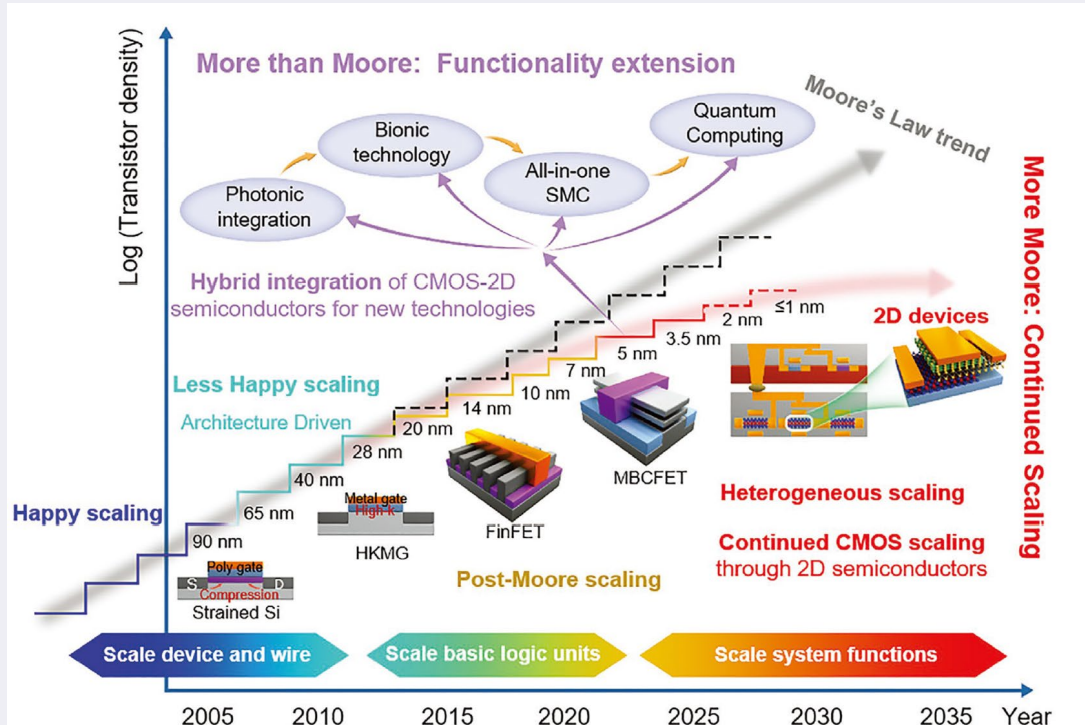 More than Moore: Functionality extension
Log (Transistor density)
Moore's Law trend
More Moore: Continued Scaling
Photonic
integration
Bionic
technology
All-in-one
SMC
Quantum
Computing
Hybrid integration of CMOS-2D
semiconductors for new technologies
Less Happy scaling
Architecture Driven
Happy scaling
90 nm
65 nm
40 nm
28 nm
20 nm
14 nm
10 nm
7 nm
5 nm
3.5 nm
2 nm
≤1 nm
2D devices
Poly gate
S
D
Compression
Strained Si
Metal gate
High-k
HKMG
FinFET
MBCFET
Post-Moore scaling
Heterogeneous scaling
Continued CMOS scaling
through 2D semiconductors
Scale device and wire
Scale basic logic units
Scale system functions
2005 2010 2015 2020 2025 2030 2035 Year